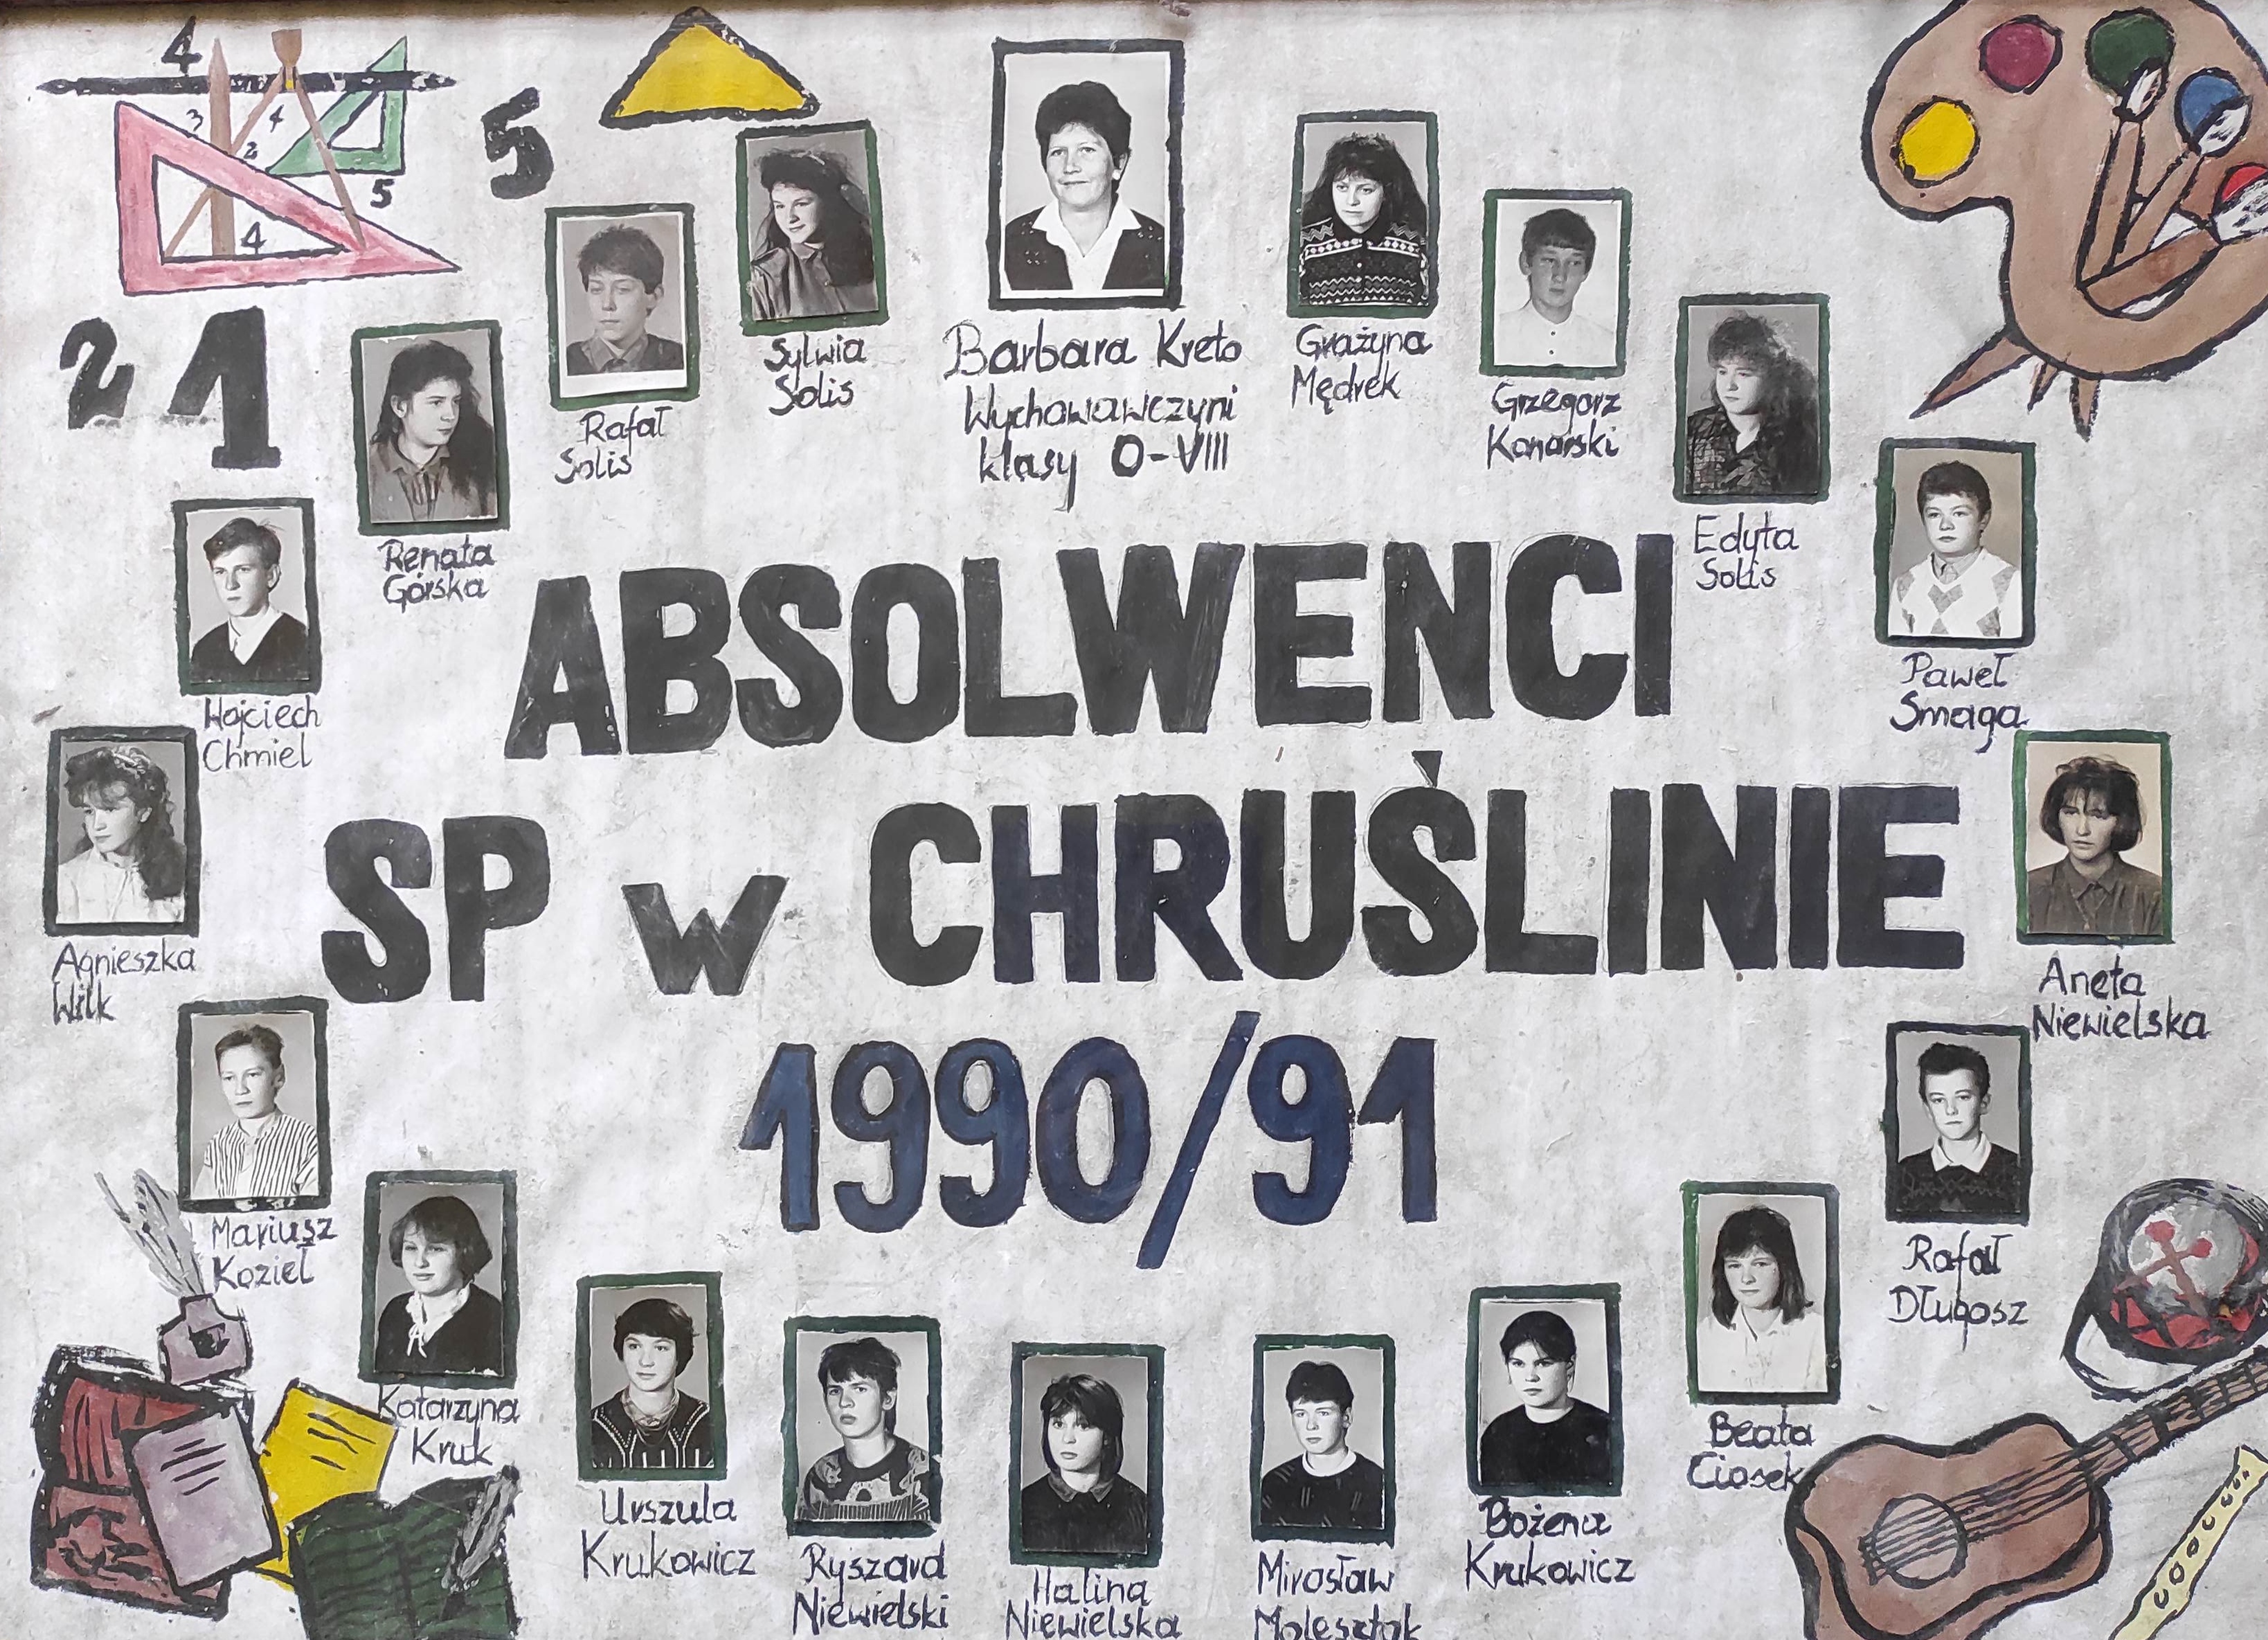 4
5
3
4
2
5
4
2 1
Sylwia
Solis
Barbara Kreto
Wychowawczyni
klasy 0-VIII
Grażyna
Mędrek
Rafał
Solis
Grzegorz
Konarski
Renata
Górska
Edyta
Solis
Wojciech
Chmiel
Paweł
Smaga
ABSOLWENCI
SP w CHRUŚLINIE
1990/91
Agnieszka
Wilk
Aneta
Niewielska
Mariusz
Kozieł
Rafał
Długosz
Katarzyna
Kruk
Beata
Ciosek
Urszula
Krukowicz
Ryszard
Niewielski
Halina
Niewielska
Mirosław
Bożena
Krukowicz